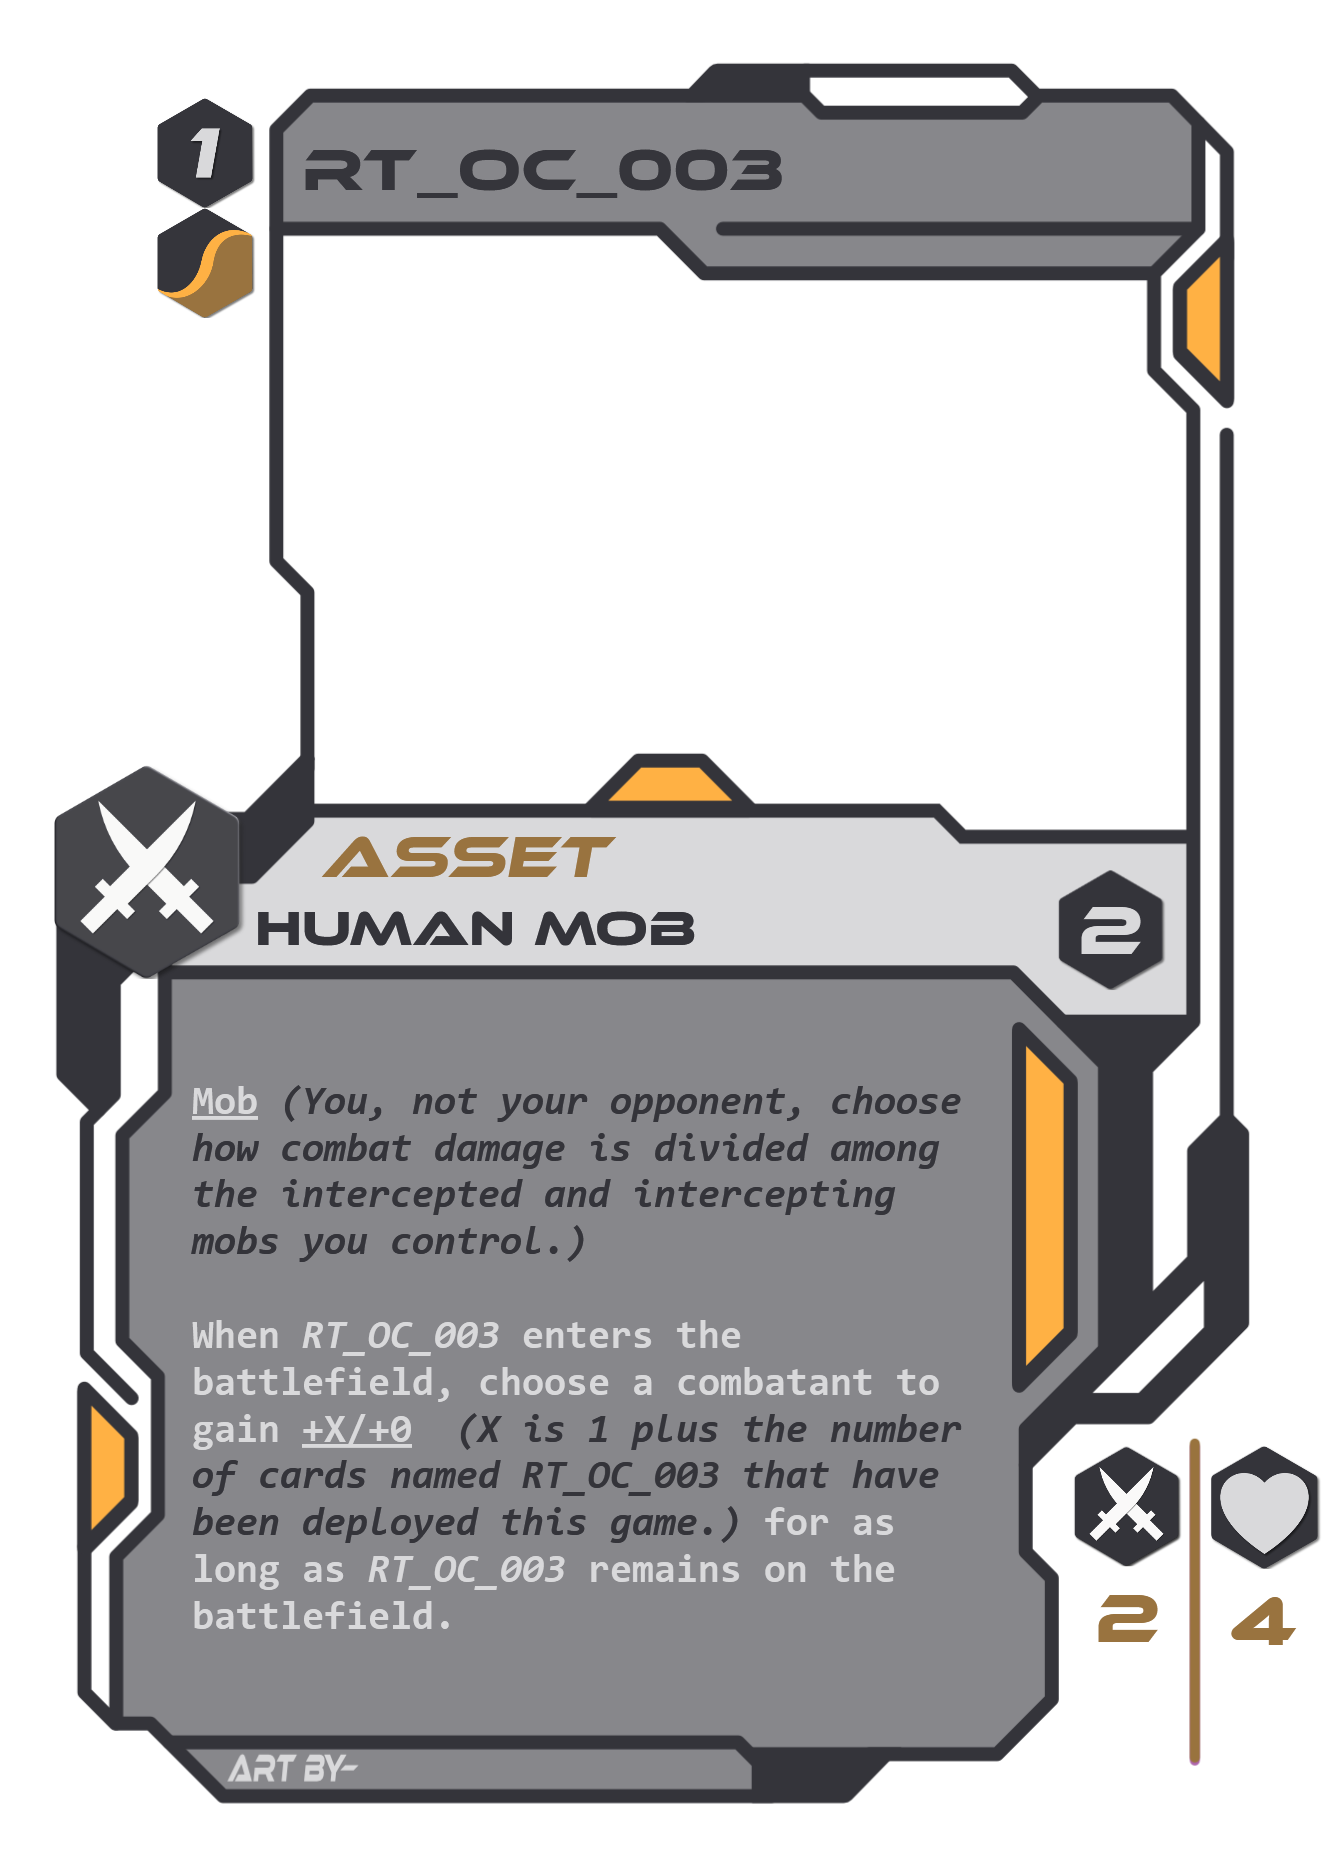 1
RT_OC_003
ASSET
HUMAN MOB
2
Mob (You, not your opponent, choose
how combat damage is divided among
the intercepted and intercepting
mobs you control.)
When RT_OC_003 enters the
battlefield, choose a combatant to
gain +X/+0 (X is 1 plus the number
of cards named RT_OC_003 that have
been deployed this game.) for as
long as RT_OC_003 remains on the
battlefield.
2
4
ART BY-